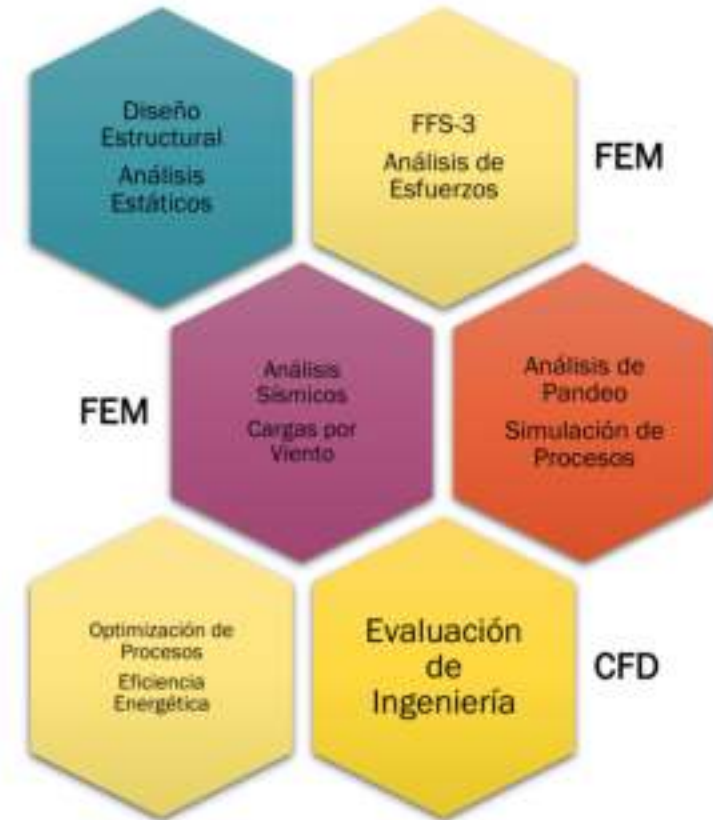 Diseño
Estructural
Análisis
Estáticos
FFS-3
Análisis de
Esfuerzos
FEM
FEM
Análisis
Sísmicos
Cargas por
Viento
Análisis de
Pandeo
Simulación de
Procesos
Optimización de
Procesos
Eficiencia
Energética
Evaluación
de
Ingeniería
CFD